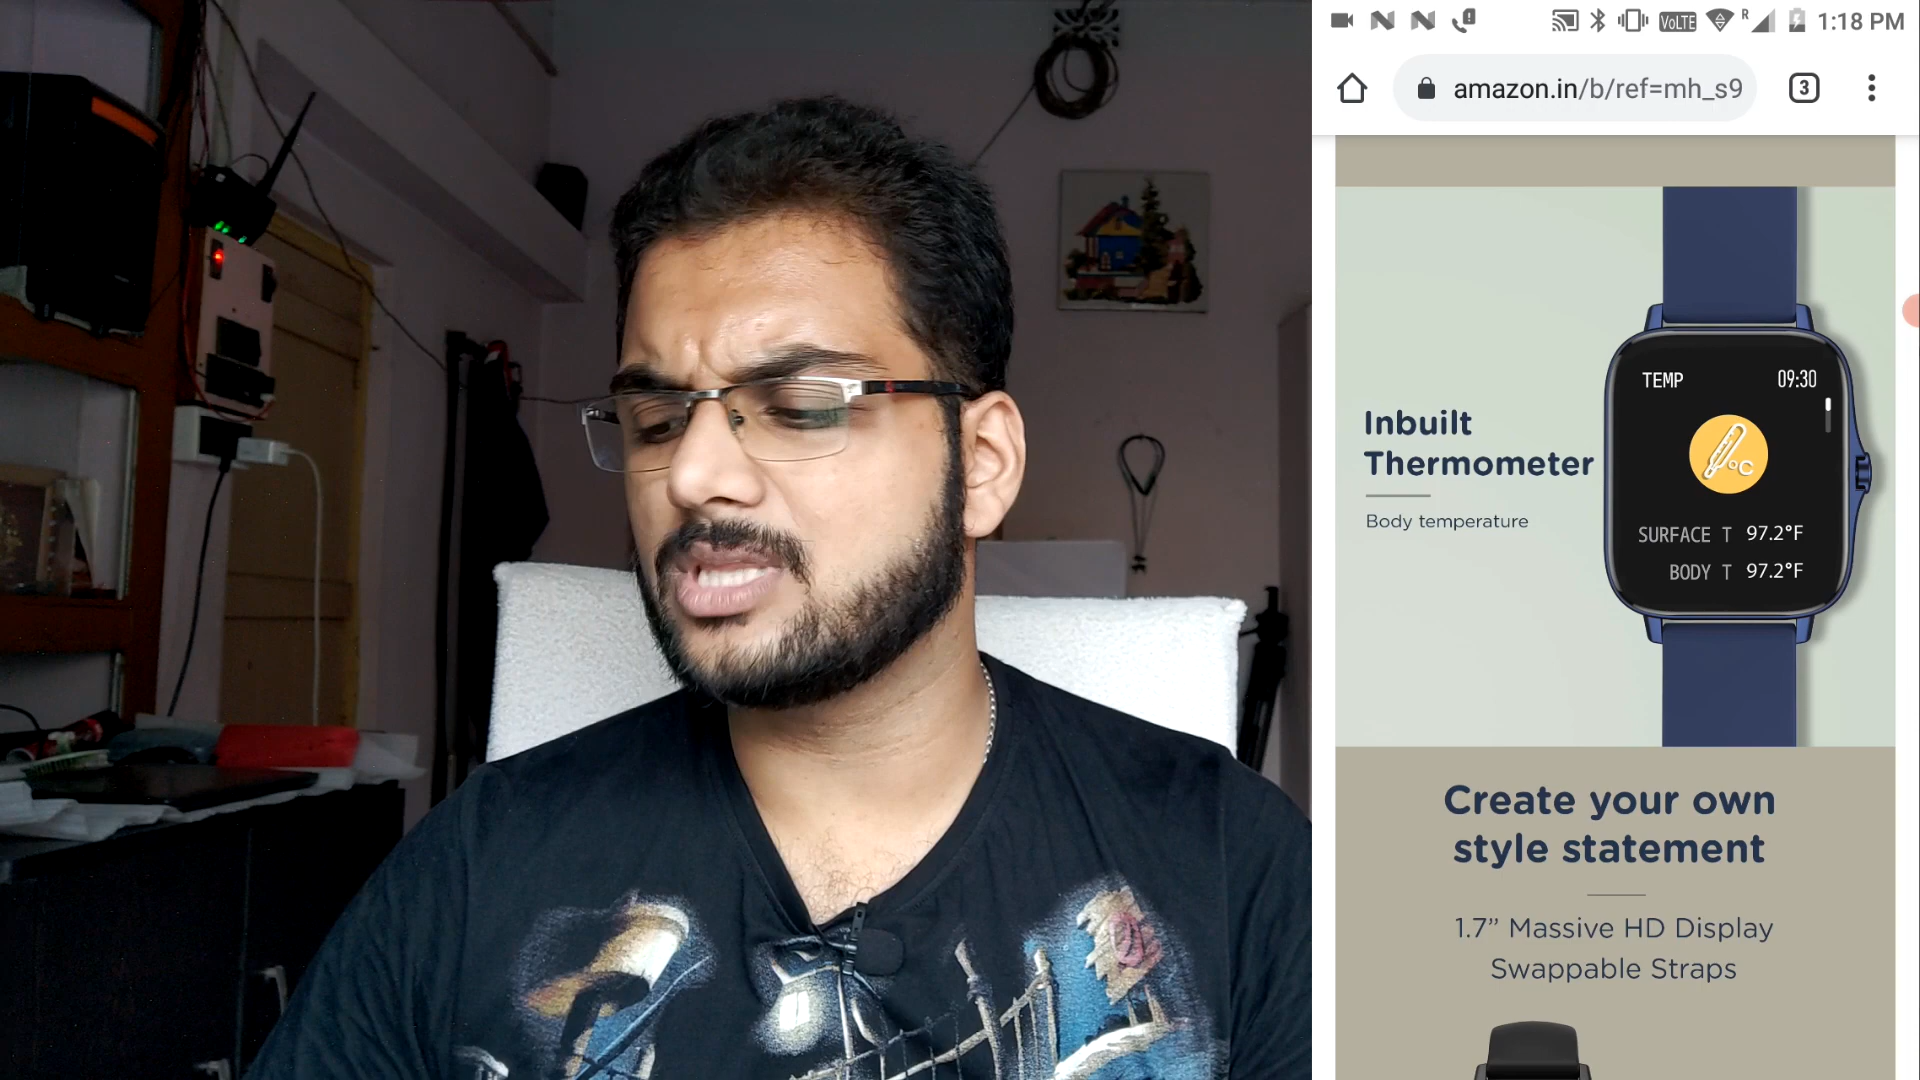 R
VoLTE
1:18 PM
amazon.in/b/ref=mh_s9
3
TEMP 09:30
Inbuilt
Thermometer
°C
Body temperature
SURFACE T 97.2°F
BODY T 97.2°F
Create your own
style statement
1.7” Massive HD Display
Swappable Straps